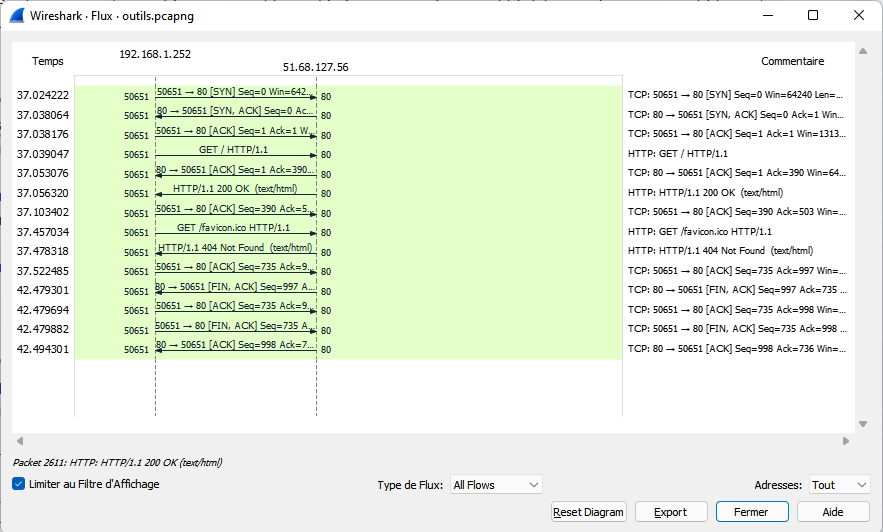 Wireshark · Flux · outils.pcapng
Temps 192.168.1.252 51.68.127.56 Commentaire
37.024222 50651 50651 → 80 [SYN] Seq=0 Win=642... 80 TCP: 50651 → 80 [SYN] Seq=0 Win=64240 Len=...
37.038064 50651 80 → 50651 [SYN, ACK] Seq=0 Ac... 80 TCP: 80 → 50651 [SYN, ACK] Seq=0 Ack=1 Win...
37.038176 50651 50651 → 80 [ACK] Seq=1 Ack=1 W... 80 TCP: 50651 → 80 [ACK] Seq=1 Ack=1 Win=1313...
37.039047 50651 GET / HTTP/1.1 80 HTTP: GET / HTTP/1.1
37.053076 50651 80 → 50651 [ACK] Seq=1 Ack=390... 80 TCP: 80 → 50651 [ACK] Seq=1 Ack=390 Win=64...
37.056320 50651 HTTP/1.1 200 OK (text/html) 80 HTTP: HTTP/1.1 200 OK (text/html)
37.103402 50651 50651 → 80 [ACK] Seq=390 Ack=5... 80 TCP: 50651 → 80 [ACK] Seq=390 Ack=503 Win=...
37.457034 50651 GET /favicon.ico HTTP/1.1 80 HTTP: GET /favicon.ico HTTP/1.1
37.478318 50651 HTTP/1.1 404 Not Found (text/html) 80 HTTP: HTTP/1.1 404 Not Found (text/html)
37.522485 50651 50651 → 80 [ACK] Seq=735 Ack=9... 80 TCP: 50651 → 80 [ACK] Seq=735 Ack=997 Win=...
42.479301 50651 80 → 50651 [FIN, ACK] Seq=997 A... 80 TCP: 80 → 50651 [FIN, ACK] Seq=997 Ack=735 ...
42.479694 50651 50651 → 80 [ACK] Seq=735 Ack=9... 80 TCP: 50651 → 80 [ACK] Seq=735 Ack=998 Win=...
42.479882 50651 50651 → 80 [FIN, ACK] Seq=735 A... 80 TCP: 50651 → 80 [FIN, ACK] Seq=735 Ack=998 ...
42.494301 50651 80 → 50651 [ACK] Seq=998 Ack=7... 80 TCP: 80 → 50651 [ACK] Seq=998 Ack=736 Win=...
Packet 2611: HTTP: HTTP/1.1 200 OK (text/html)
Limiter au Filtre d'Affichage Type de Flux: All Flows Adresses: Tout
Reset Diagram Export Fermer Aide